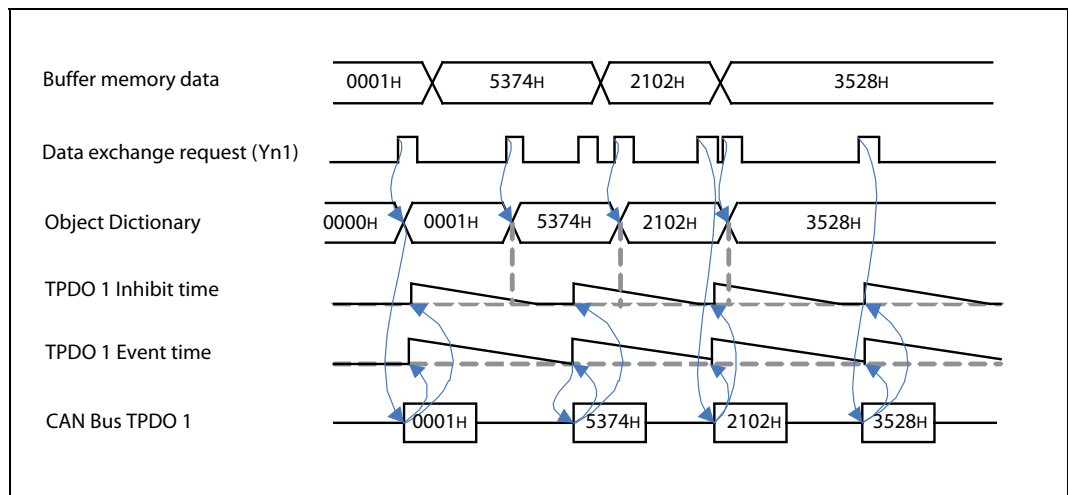 Buffer memory data 0001H 5374H 2102H 3528H
Data exchange request (Yn1)
Object Dictionary 0000H 0001H 5374H 2102H 3528H
TPDO 1 Inhibit time
TPDO 1 Event time
CAN Bus TPDO 1 0001H 5374H 2102H 3528H